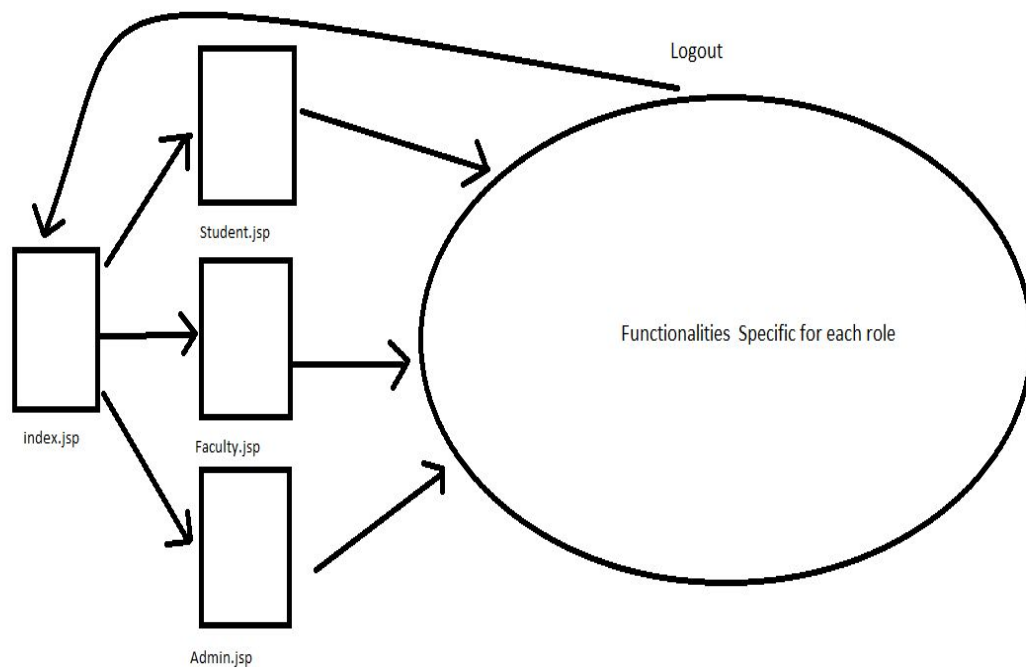 Logout
Student.jsp
Functionalities Specific for each role
index.jsp
Faculty.jsp
Admin.jsp